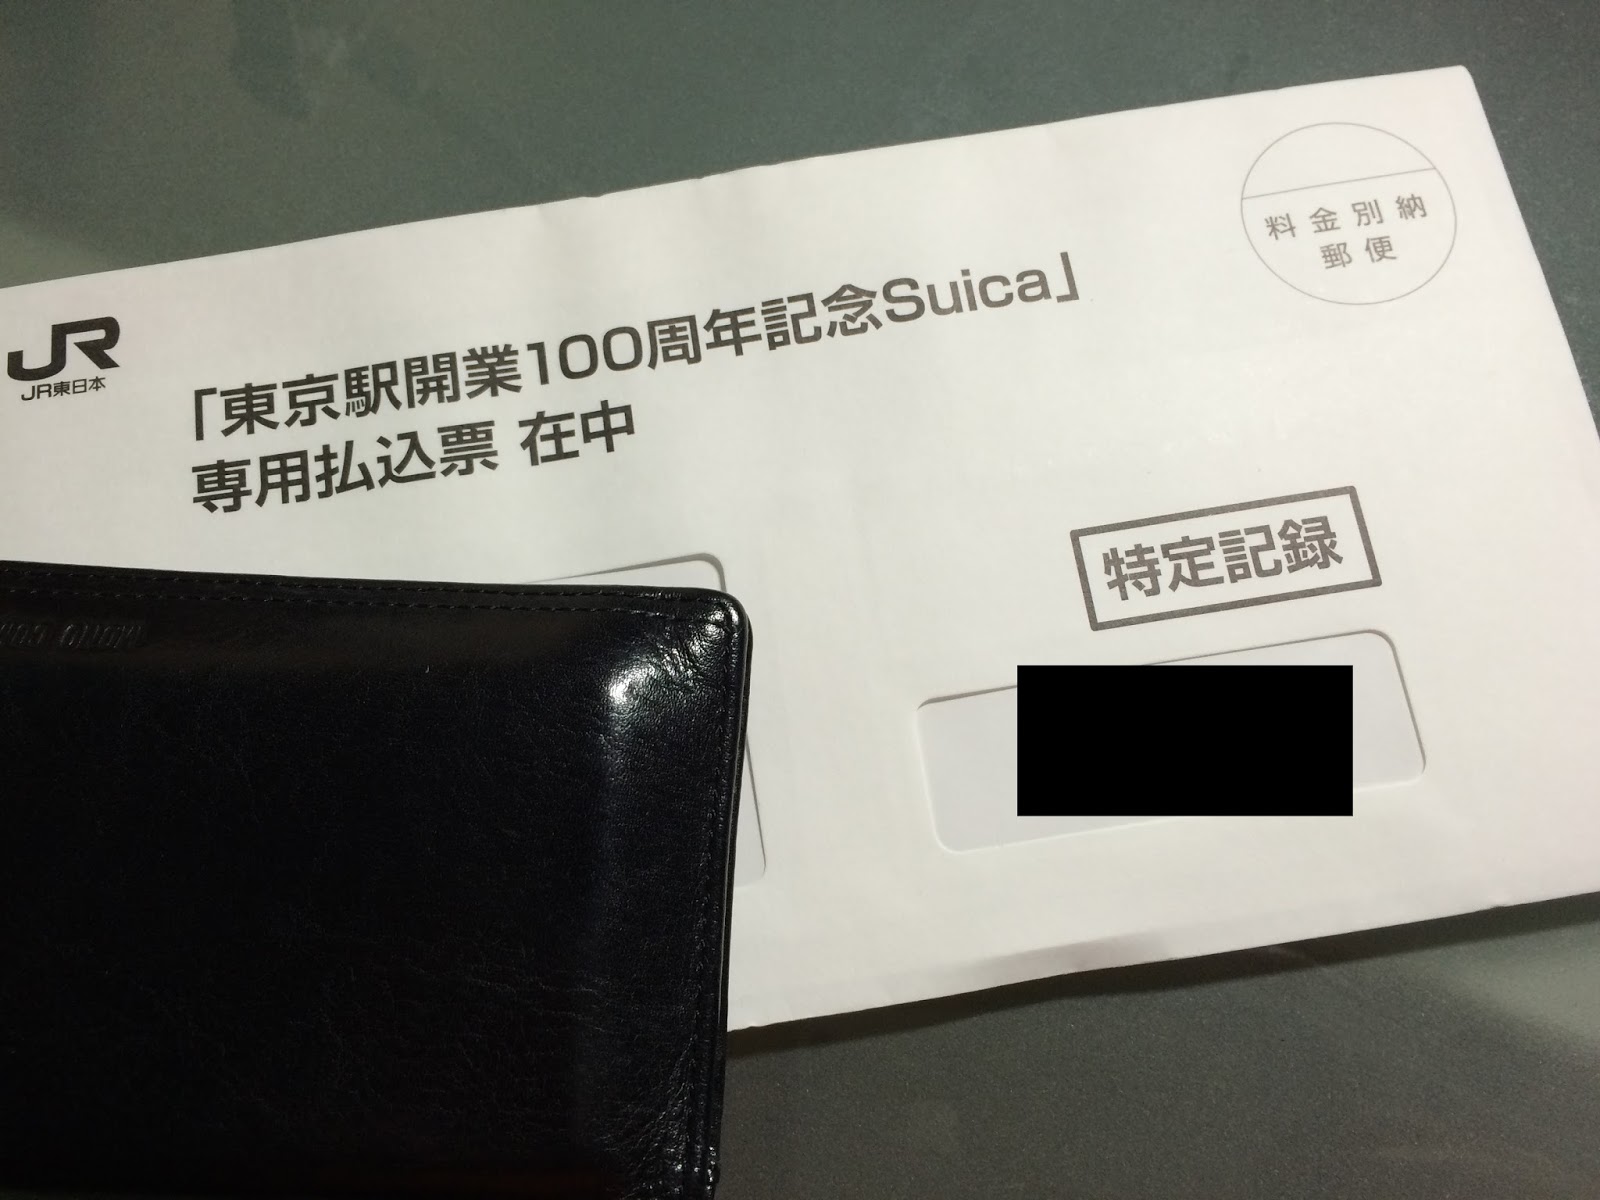 料金別納
郵便
JR
JR東日本
「東京駅開業100周年記念Suica」
専用払込票 在中
特定記録